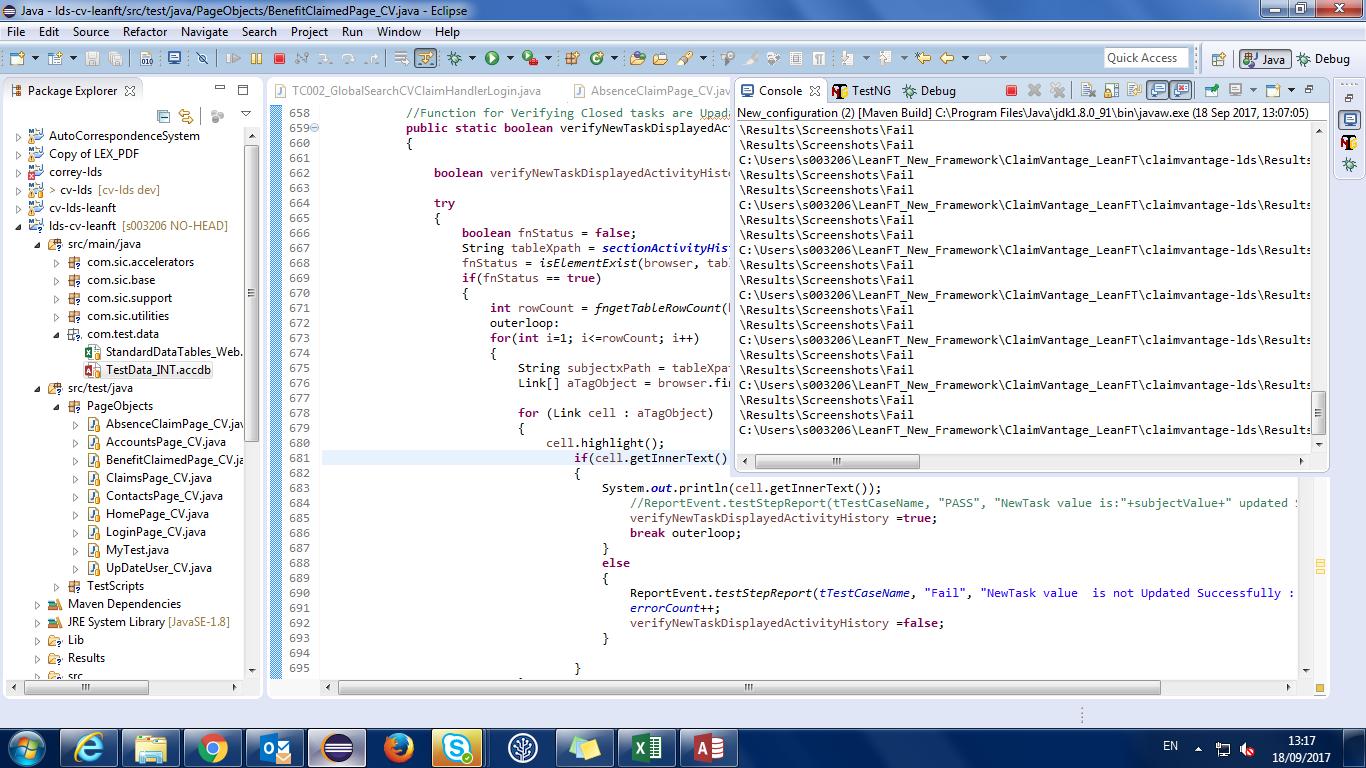 Java - lds-cv-leanft/src/test/java/PageObjects/BenefitClaimedPage_CV.java - Eclipse
File Edit Source Refactor Navigate Search Project Run Window Help
Quick Access
Java
Debug
Package Explorer
AutoCorrespondenceSystem
Copy of LEX_PDF
correy-lds
> cv-lds [cv-lds dev]
cv-lds-leanft
lds-cv-leanft [s003206 NO-HEAD]
src/main/java
com.sic.accelerators
com.sic.base
com.sic.support
com.sic.utilities
com.test.data
StandardDataTables_Web.
TestData_INT.accdb
src/test/java
PageObjects
AbsenceClaimPage_CV.jav
AccountsPage_CV.java
BenefitClaimedPage_CV.ja
ClaimsPage_CV.java
ContactsPage_CV.java
HomePage_CV.java
LoginPage_CV.java
MyTest.java
UpDateUser_CV.java
TestScripts
Maven Dependencies
JRE System Library [JavaSE-1.8]
Lib
Results
src
TC002_GlobalSearchCVClaimHandlerLogin.java
AbsenceClaimPage_CV.jav
658 //Function for Verifying Closed tasks are Upada
659 public static boolean verifyNewTaskDisplayedAct
660 {
661
662 boolean verifyNewTaskDisplayedActivityHisto
663
664 try
665 {
666 boolean fnStatus = false;
667 String tableXpath = sectionActivityHis
668 fnStatus = isElementExist(browser, tab
669 if(fnStatus == true)
670 {
671 int rowCount = fngetTableRowCount(
672 outerloop:
673 for(int i=1; i<=rowCount; i++)
674 {
675 String subjectxPath = tableXpa
676 Link[] aTagObject = browser.fin
677
678 for (Link cell : aTagObject)
679 {
680 cell.highlight();
681 if(cell.getInnerText()
682 {
683 System.out.println(cell.getInnerText());
684 //ReportEvent.testStepReport(tTestCaseName, "PASS", "NewTask value is:"+subjectValue+" updated S
685 verifyNewTaskDisplayedActivityHistory =true;
686 break outerloop;
687 }
688 else
689 {
690 ReportEvent.testStepReport(tTestCaseName, "Fail", "NewTask value  is not Updated Successfully :
691 errorCount++;
692 verifyNewTaskDisplayedActivityHistory =false;
693 }
694
695 }
Console TestNG Debug
New_configuration (2) [Maven Build] C:\Program Files\Java\jdk1.8.0_91\bin\javaw.exe (18 Sep 2017, 13:07:05)
\Results\Screenshots\Fail
\Results\Screenshots\Fail
C:\Users\s003206\LeanFT_New_Framework\ClaimVantage_LeanFT\claimvantage-lds\Results
\Results\Screenshots\Fail
\Results\Screenshots\Fail
C:\Users\s003206\LeanFT_New_Framework\ClaimVantage_LeanFT\claimvantage-lds\Results
\Results\Screenshots\Fail
\Results\Screenshots\Fail
C:\Users\s003206\LeanFT_New_Framework\ClaimVantage_LeanFT\claimvantage-lds\Results
\Results\Screenshots\Fail
\Results\Screenshots\Fail
C:\Users\s003206\LeanFT_New_Framework\ClaimVantage_LeanFT\claimvantage-lds\Results
\Results\Screenshots\Fail
\Results\Screenshots\Fail
C:\Users\s003206\LeanFT_New_Framework\ClaimVantage_LeanFT\claimvantage-lds\Results
\Results\Screenshots\Fail
\Results\Screenshots\Fail
C:\Users\s003206\LeanFT_New_Framework\ClaimVantage_LeanFT\claimvantage-lds\Results
\Results\Screenshots\Fail
\Results\Screenshots\Fail
C:\Users\s003206\LeanFT_New_Framework\ClaimVantage_LeanFT\claimvantage-lds\Results
EN
13:17
18/09/2017